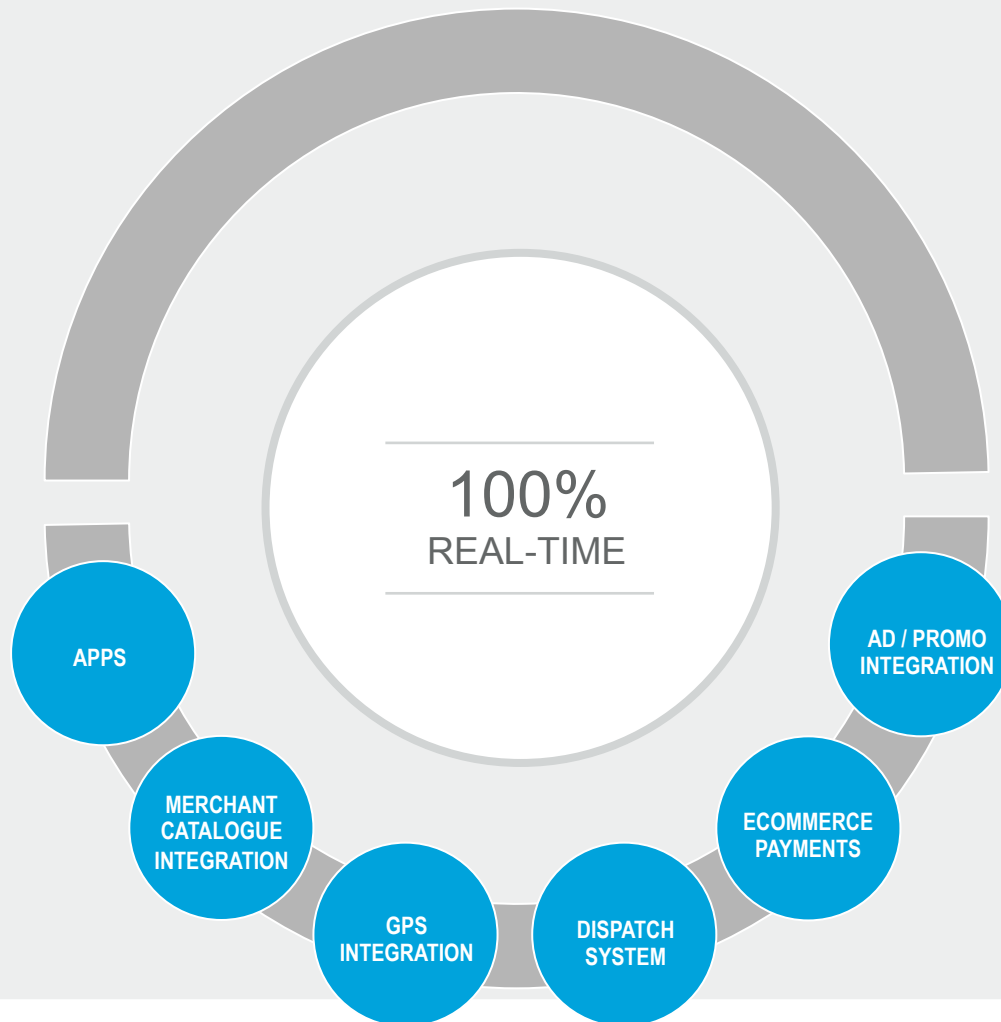 100%
REAL-TIME
APPS
MERCHANT
CATALOGUE
INTEGRATION
GPS
INTEGRATION
DISPATCH
SYSTEM
ECOMMERCE
PAYMENTS
AD / PROMO
INTEGRATION